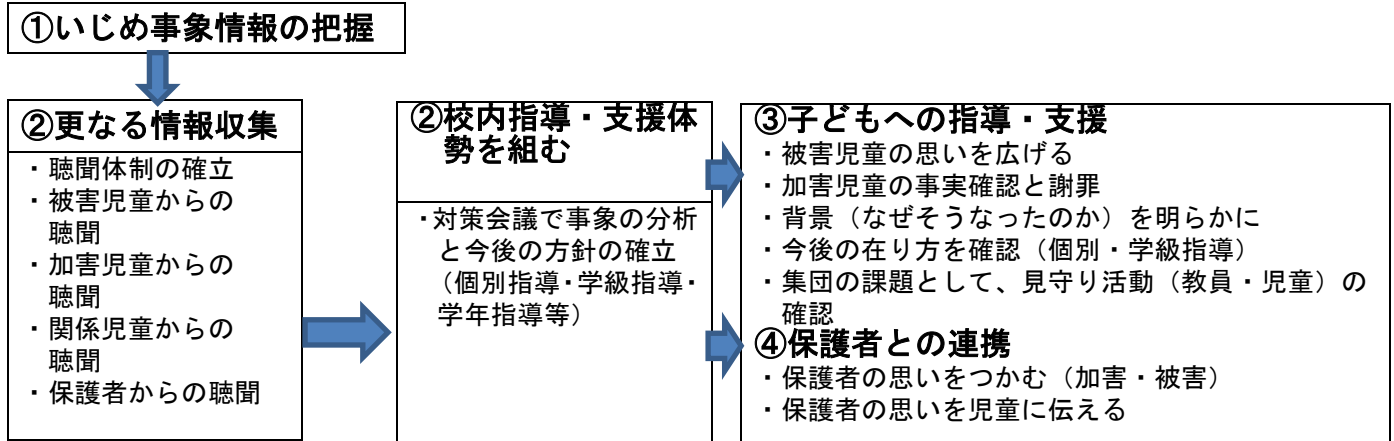 ①いじめ事象情報の把握
②更なる情報収集
・聴聞体制の確立
・被害児童からの
聴聞
・加害児童からの
聴聞
・関係児童からの
聴聞
・保護者からの聴聞
②校内指導・支援体
勢を組む
・対策会議で事象の分析
と今後の方針の確立
（個別指導・学級指導・
学年指導等）
③子どもへの指導・支援
・被害児童の思いを広げる
・加害児童の事実確認と謝罪
・背景（なぜそうなったのか）を明らかに
・今後の在り方を確認（個別・学級指導）
・集団の課題として、見守り活動（教員・児童）の
確認
④保護者との連携
・保護者の思いをつかむ（加害・被害）
・保護者の思いを児童に伝える